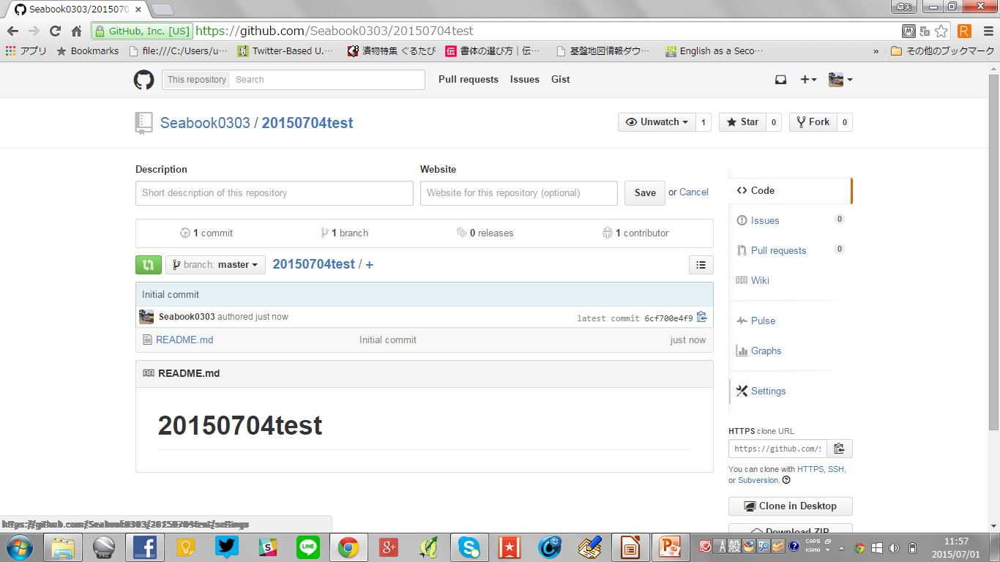 Seabook0303/20150704
卓矢
GitHub, Inc. [US] https://github.com/Seabook0303/20150704test
アプリ Bookmarks file:///C:/Users/u… Twitter-Based U… 漬物特集 ぐるたび 書体の選び方｜伝… 基盤地図情報ダウ… English as a Seco… » その他のブックマーク
This repository Search Pull requests Issues Gist
Seabook0303 / 20150704test
Unwatch 1 Star 0 Fork 0
Description Website
Short description of this repository Website for this repository (optional) Save or Cancel
1 commit 1 branch 0 releases 1 contributor
branch: master 20150704test / +
Initial commit
Seabook0303 authored just now latest commit 6cf700e4f9
README.md Initial commit just now
README.md
20150704test
Code
Issues 0
Pull requests 0
Wiki
Pulse
Graphs
Settings
HTTPS clone URL
https://github.com/S
You can clone with HTTPS, SSH,
or Subversion.
Clone in Desktop
Download ZIP
https://github.com/Seabook0303/20150704test/settings
PRO LINE A 般 CAPS KANA
11:57
2015/07/01